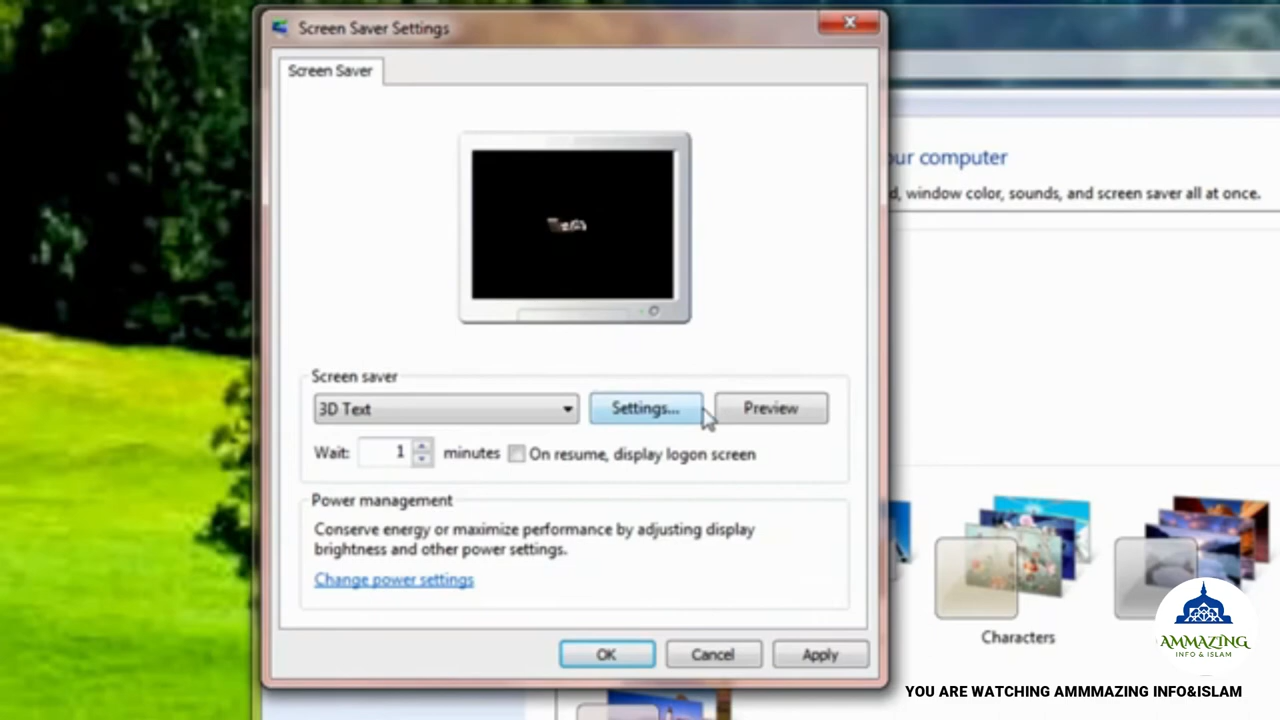 Screen Saver Settings
Screen Saver
our computer
d, window color, sounds, and screen saver all at once.
Screen saver
3D Text
Settings...
Preview
Wait: 1 minutes On resume, display logon screen
Power management
Conserve energy or maximize performance by adjusting display
brightness and other power settings.
Change power settings
Characters
OK
Cancel
Apply
AMMAZING
INFO & ISLAM
YOU ARE WATCHING AMMMAZING INFO&ISLAM